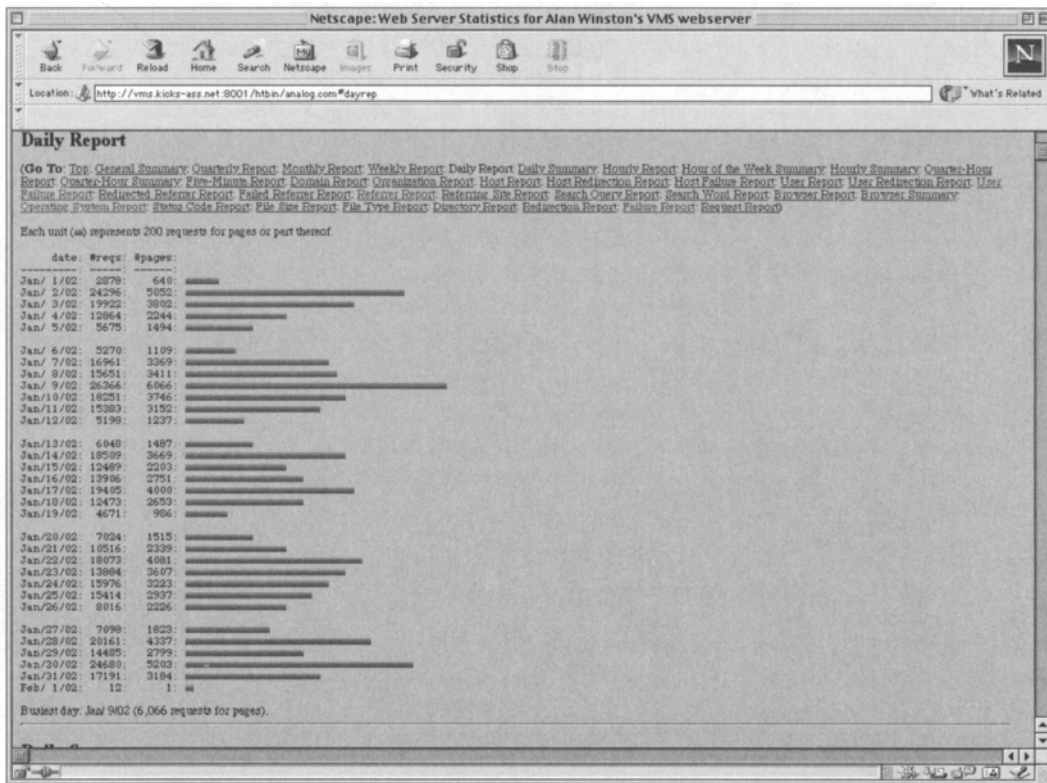 Netscape: Web Server Statistics for Alan Winston's VMS webserver
Back Forward Reload Home Search Netscape Images Print Security Shop Stop
Location: http://vms.kicks-ass.net:8001/htbin/analog.com#dayrep What's Related
Daily Report
(Go To: Top: General Summary: Quarterly Report: Monthly Report: Weekly Report: Daily Report: Daily Summary: Hourly Report: Hour of the Week Summary: Hourly Summary: Quarter-Hour
Report: Quarter-Hour Summary: Five-Minute Report: Domain Report: Organization Report: Host Report: Host Redirection Report: Host Failure Report: User Report: User Redirection Report: User
Failure Report: Redirected Referrer Report: Failed Referrer Report: Referrer Report: Referring Site Report: Search Query Report: Search Word Report: Browser Report: Browser Summary:
Operating System Report: Status Code Report: File Size Report: File Type Report: Directory Report: Redirection Report: Failure Report: Request Report)
Each unit ( ) represents 200 requests for pages or part thereof.
date: #reqs: #pages:
Jan/ 1/02: 2878: 640:
Jan/ 2/02: 24296: 5052:
Jan/ 3/02: 19922: 3802:
Jan/ 4/02: 12864: 2244:
Jan/ 5/02: 5675: 1494:
Jan/ 6/02: 5270: 1109:
Jan/ 7/02: 16961: 3369:
Jan/ 8/02: 15651: 3411:
Jan/ 9/02: 26366: 6066:
Jan/10/02: 18251: 3746:
Jan/11/02: 15383: 3152:
Jan/12/02: 5198: 1237:
Jan/13/02: 6048: 1487:
Jan/14/02: 18509: 3669:
Jan/15/02: 12489: 2203:
Jan/16/02: 13906: 2751:
Jan/17/02: 19405: 4000:
Jan/18/02: 12473: 2653:
Jan/19/02: 4671: 986:
Jan/20/02: 7024: 1515:
Jan/21/02: 10516: 2339:
Jan/22/02: 18073: 4081:
Jan/23/02: 13884: 3607:
Jan/24/02: 15976: 3223:
Jan/25/02: 15414: 2937:
Jan/26/02: 8016: 2226:
Jan/27/02: 7098: 1823:
Jan/28/02: 20161: 4337:
Jan/29/02: 14485: 2799:
Jan/30/02: 24680: 5203:
Jan/31/02: 17191: 3184:
Feb/ 1/02: 12: 1:
Busiest day: Jan/ 9/02 (6,066 requests for pages).